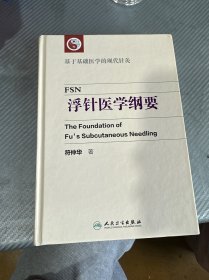 基于基础医学的现代针灸
FSN
浮针医学纲要
The Foundation of
Fu's Subcutaneous Needling
符仲华 著
人民卫生出版社